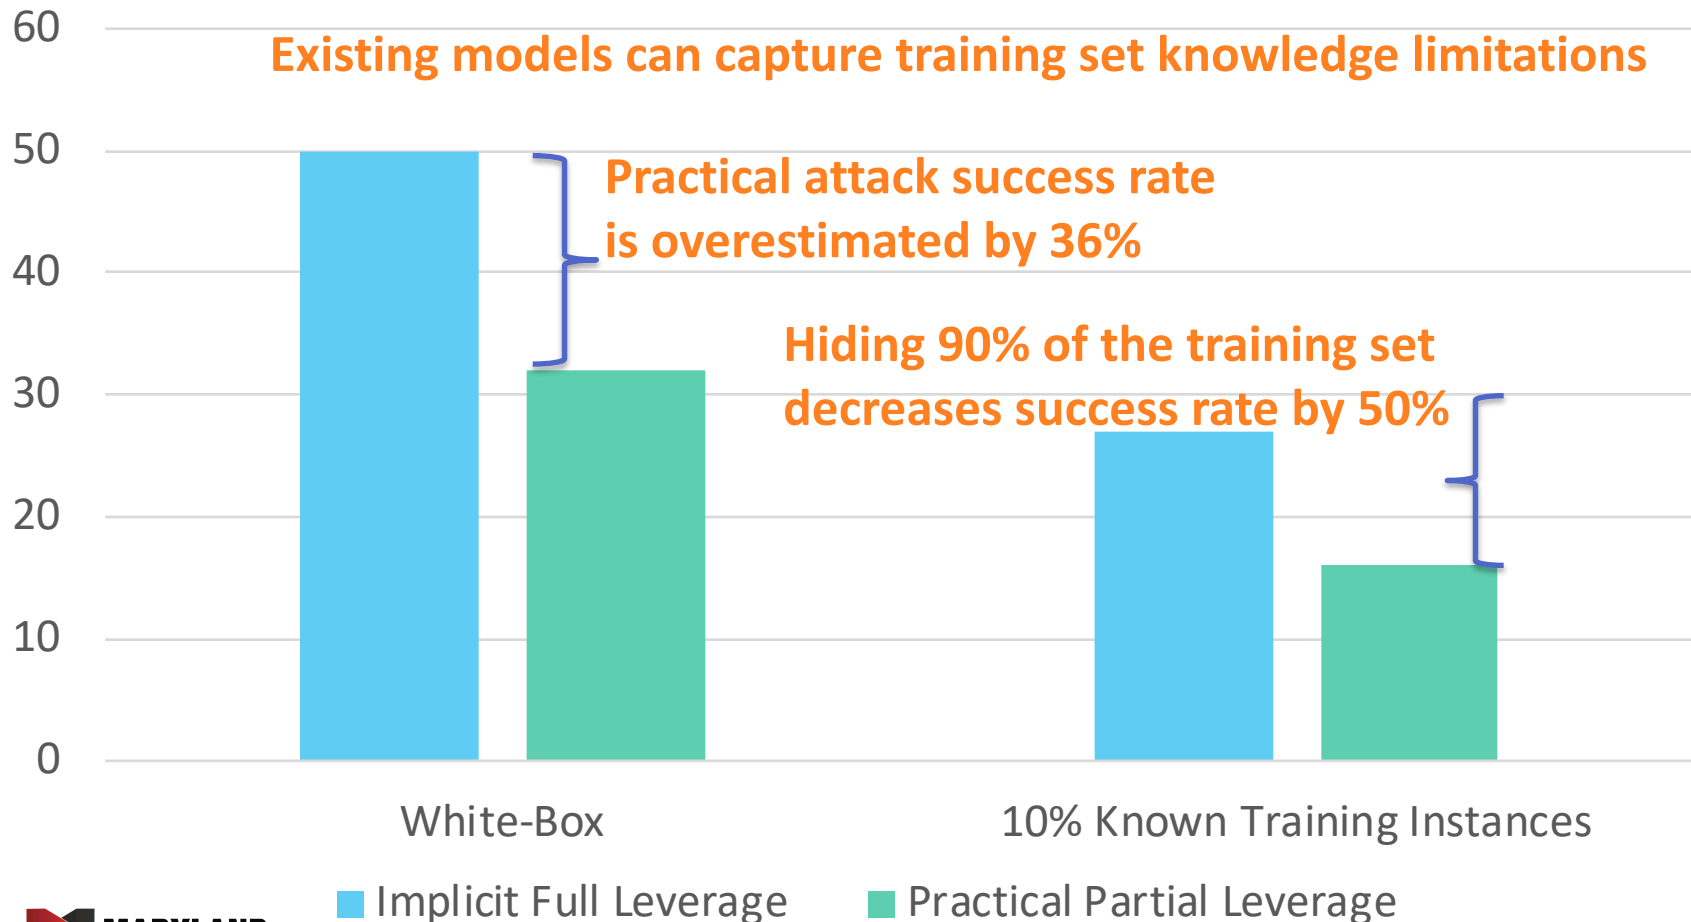 60
Existing models can capture training set knowledge limitations
50
Practical attack success rate
is overestimated by 36%
40
Hiding 90% of the training set
decreases success rate by 50%
30
20
10
0
White-Box
10% Known Training Instances
Implicit Full Leverage
Practical Partial Leverage
MARYLAND